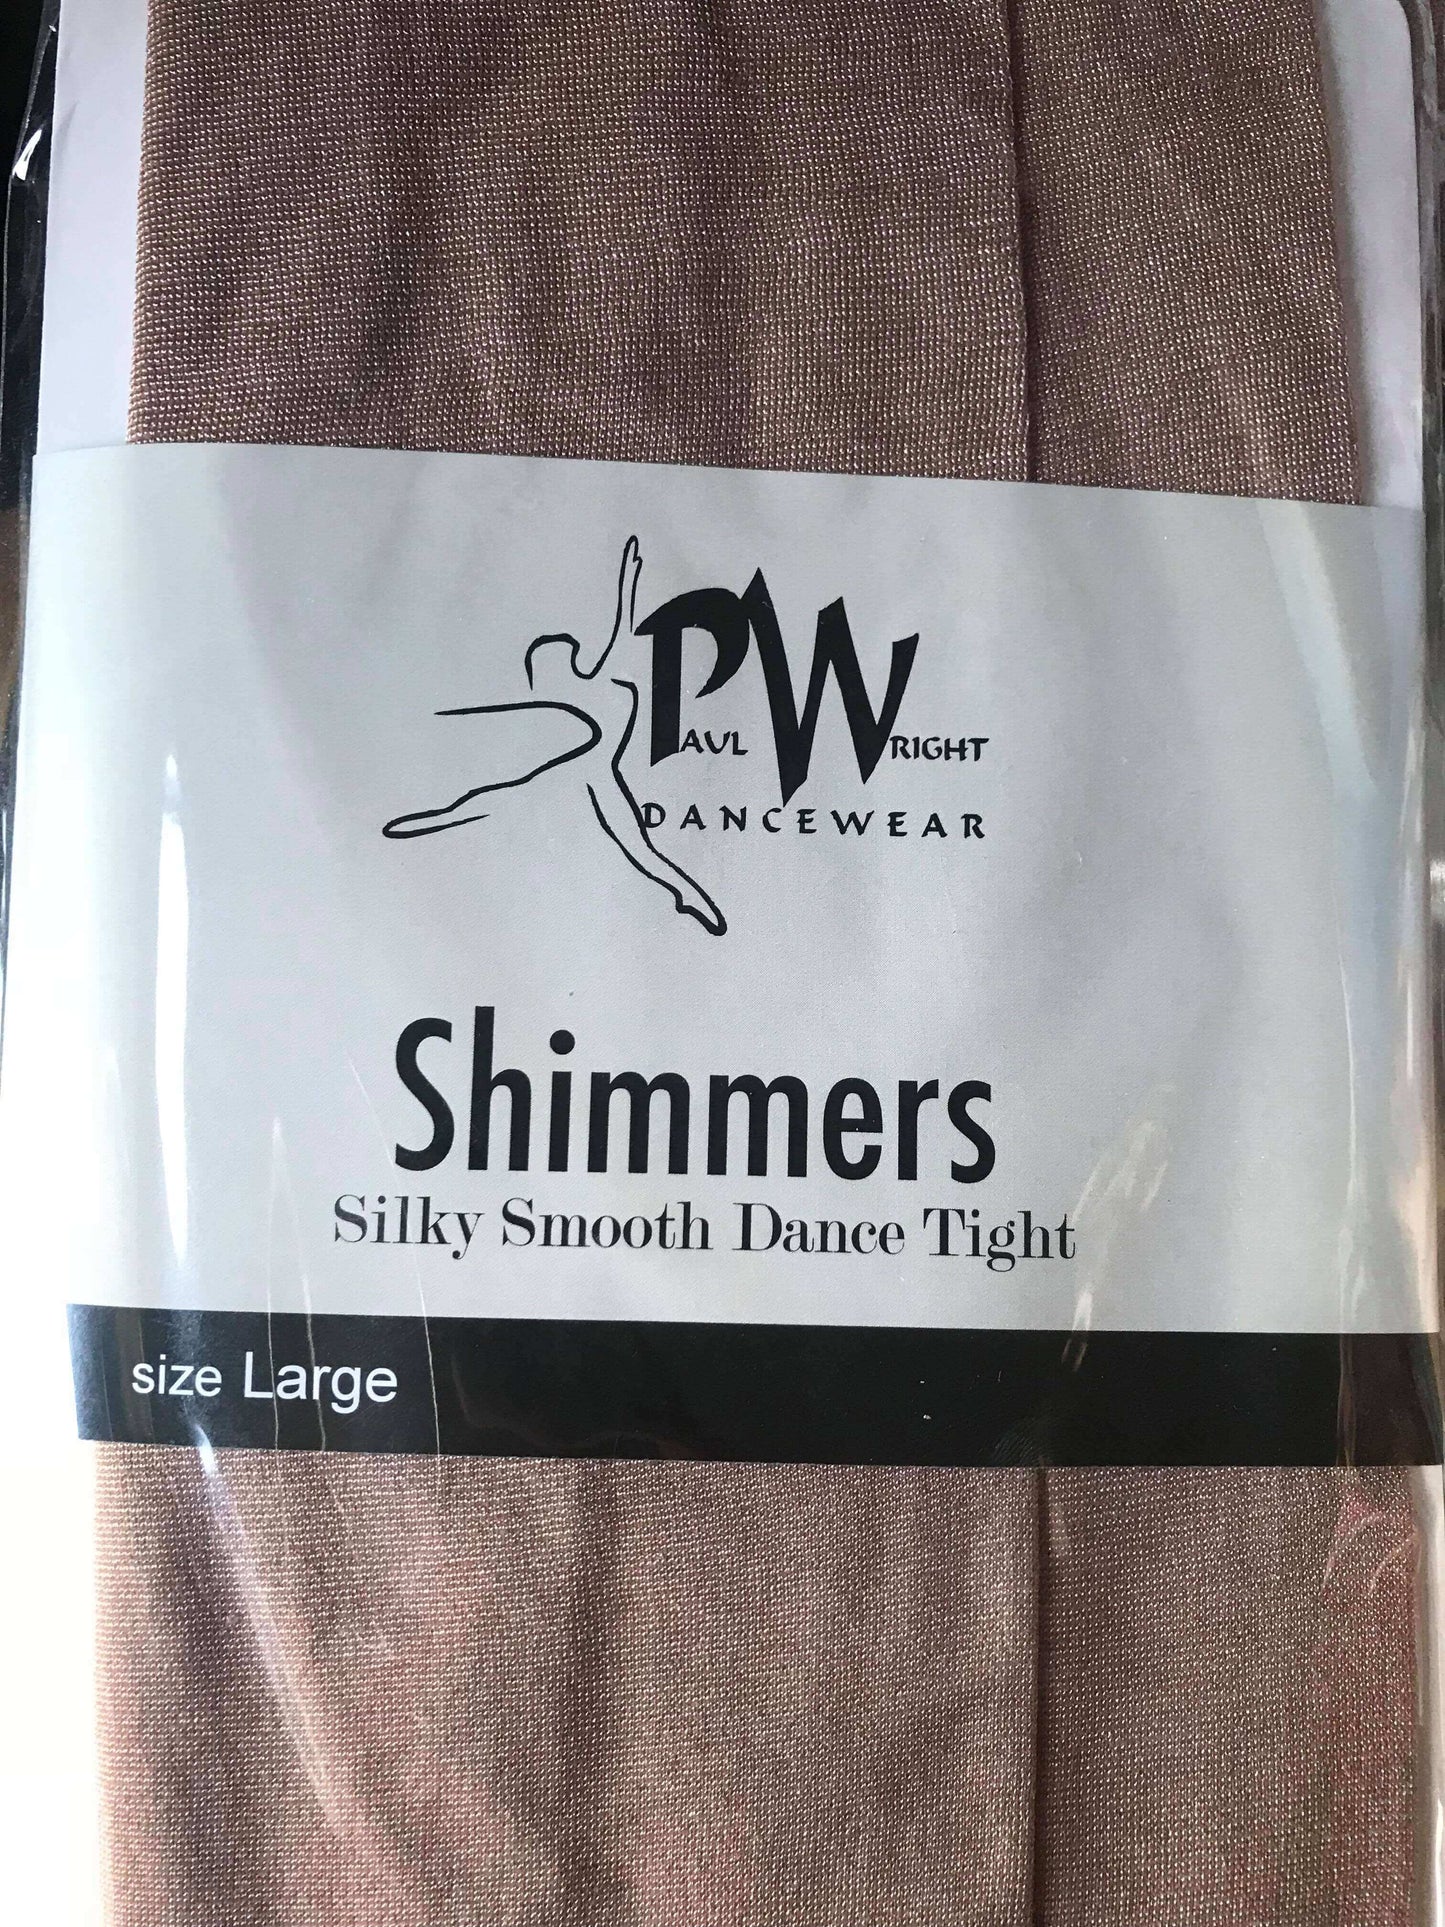 PAUL WRIGHT
DANCEWEAR
Shimmers
Silky Smooth Dance Tight
size Large